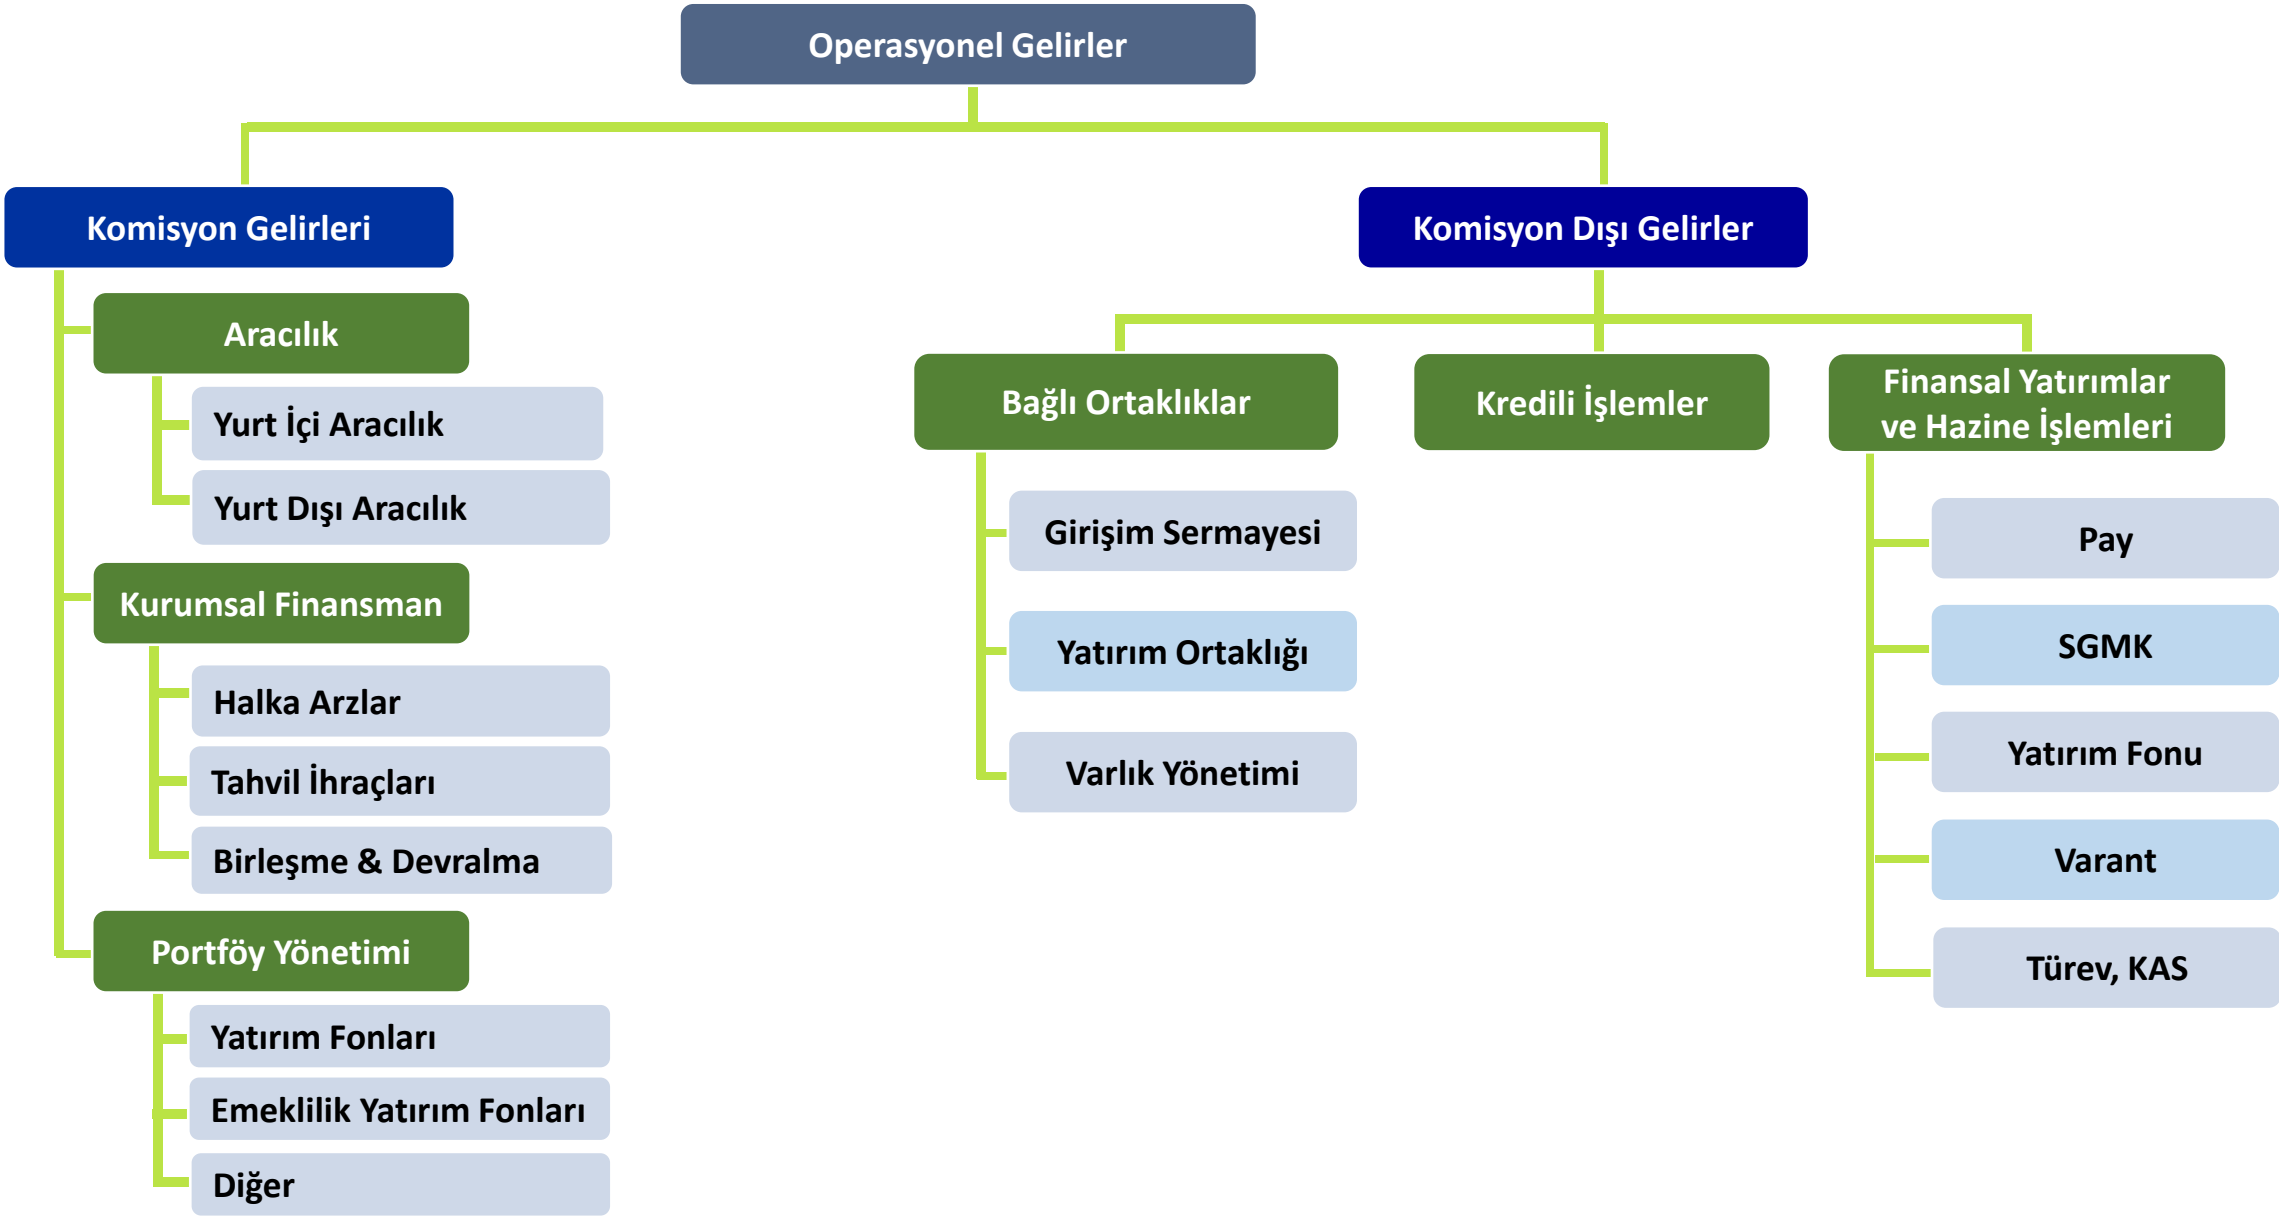 Operasyonel Gelirler
Komisyon Gelirleri
Aracılık
Yurt İçi Aracılık
Yurt Dışı Aracılık
Kurumsal Finansman
Halka Arzlar
Tahvil İhraçları
Birleşme & Devralma
Portföy Yönetimi
Yatırım Fonları
Emeklilik Yatırım Fonları
Diğer
Komisyon Dışı Gelirler
Bağlı Ortaklıklar
Girişim Sermayesi
Yatırım Ortaklığı
Varlık Yönetimi
Kredili İşlemler
Finansal Yatırımlar
ve Hazine İşlemleri
Pay
SGMK
Yatırım Fonu
Varant
Türev, KAS